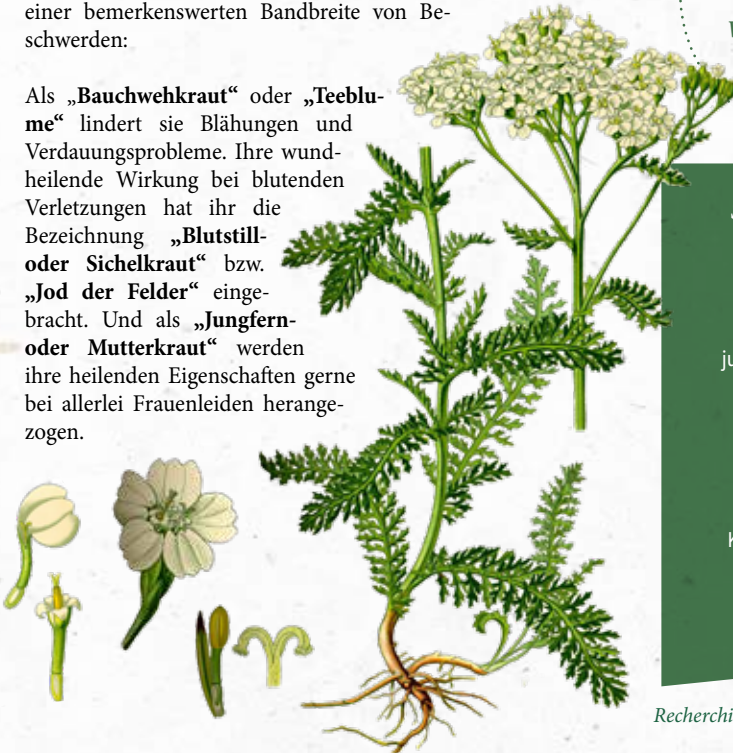 einer bemerkenswerten Bandbreite von Be-
schwerden:
Als „Bauchwehkraut“ oder „Teeblu-
me“ lindert sie Blähungen und
Verdauungsprobleme. Ihre wund-
heilende Wirkung bei blutenden
Verletzungen hat ihr die
Bezeichnung „Blutstill-
oder Sichelkraut“ bzw.
„Jod der Felder“ einge-
bracht. Und als „Jungfern-
oder Mutterkraut“ werden
ihre heilenden Eigenschaften gerne
bei allerlei Frauenleiden herange-
zogen.
ju
K
Recherchi